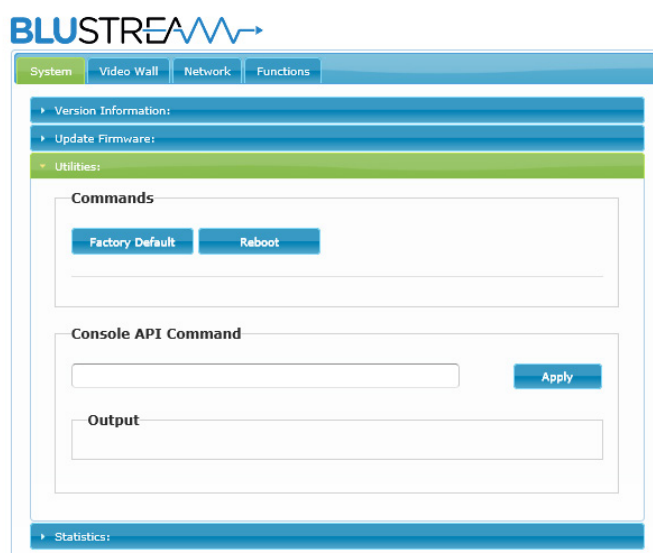 BLUSTREAM
System Video Wall Network Functions
Version Information:
Update Firmware:
Utilities:
Commands
Factory Default Reboot
Console API Command
Apply
Output
Statistics: